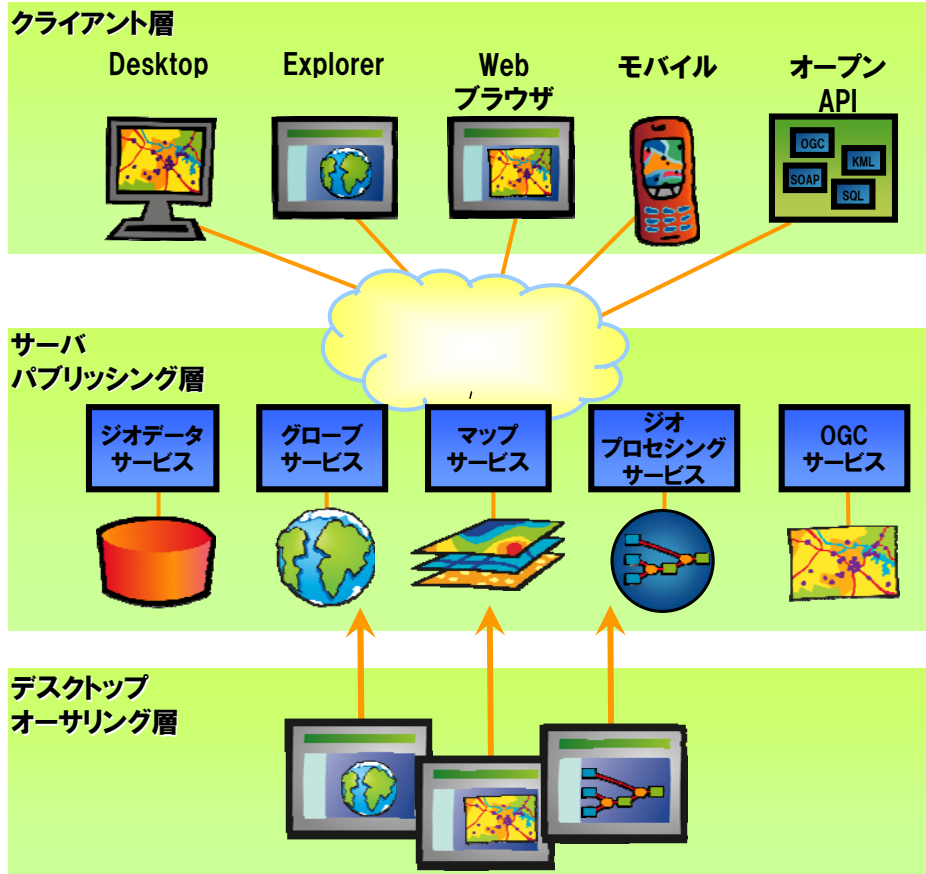 クライアント層
Desktop
Explorer
Web
ブラウザ
モバイル
オープン
API
OGC
KML
SOAP
SQL
サーバ
パブリッシング層
ジオデータ
サービス
グローブ
サービス
マップ
サービス
ジオ
プロセシング
サービス
OGC
サービス
デスクトップ
オーサリング層